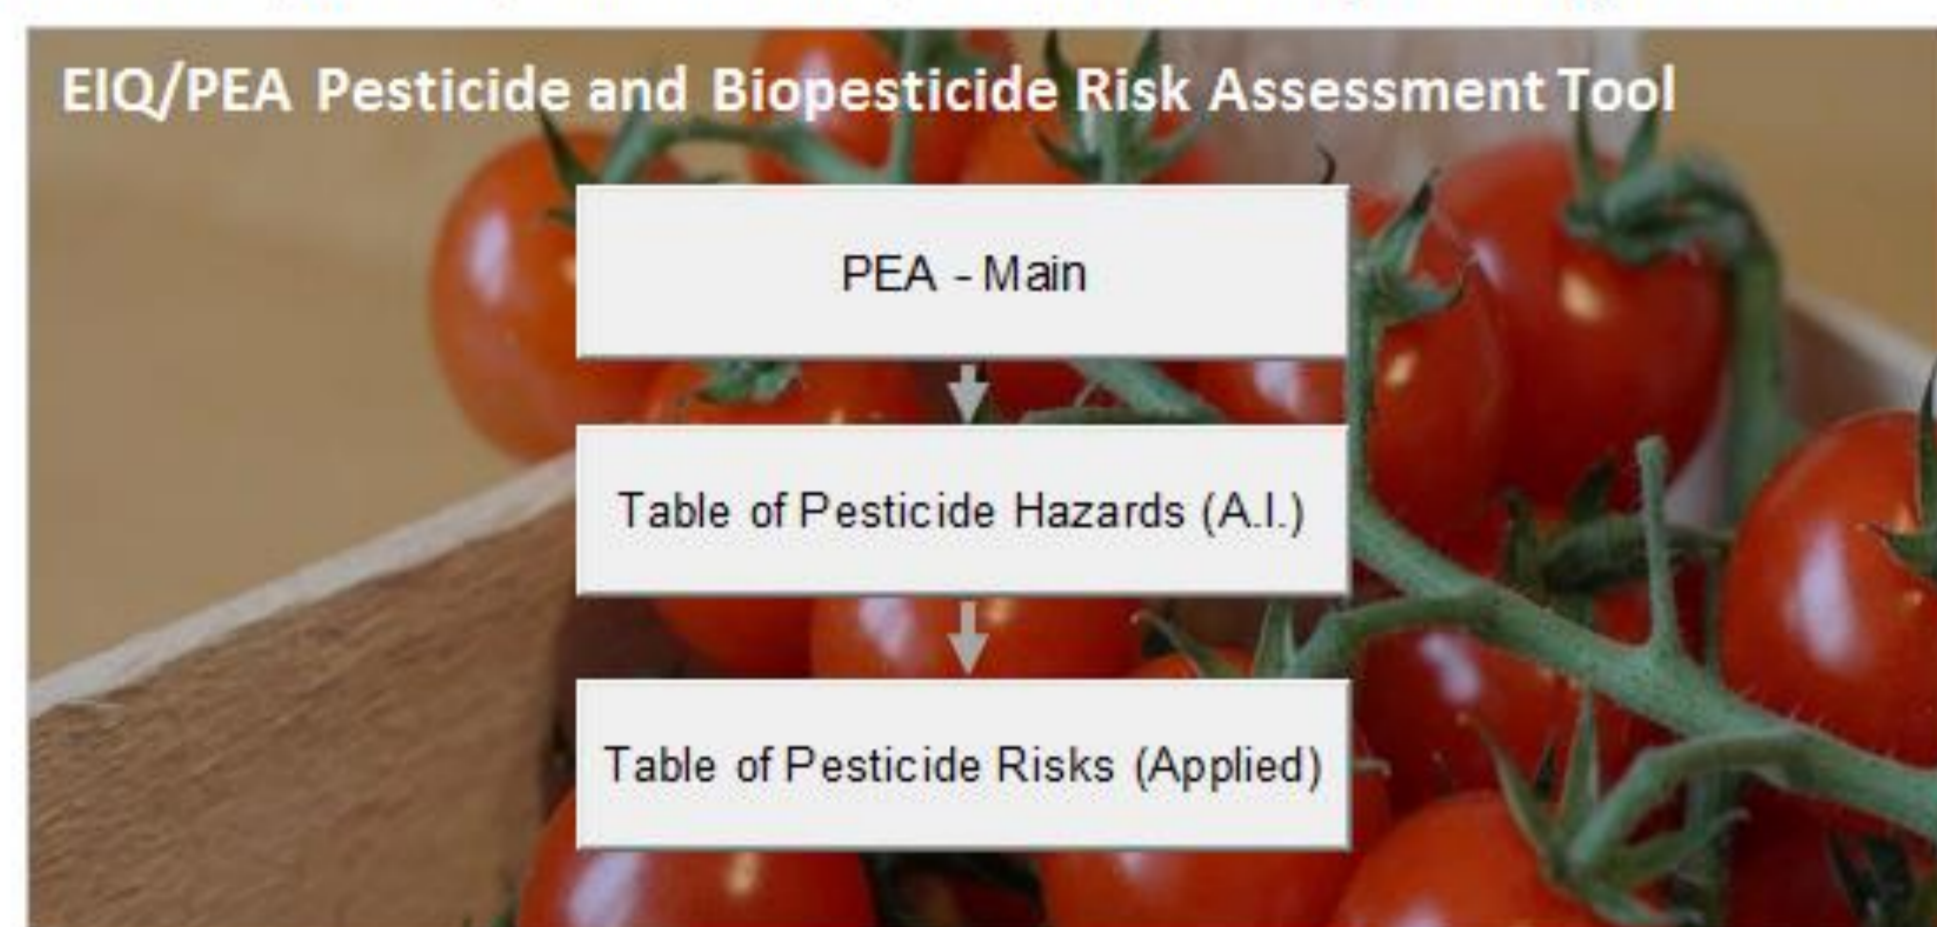 EIQ/PEA Pesticide and Biopesticide Risk Assessment Tool
PEA - Main
Table of Pesticide Hazards (A.I.)
Table of Pesticide Risks (Applied)